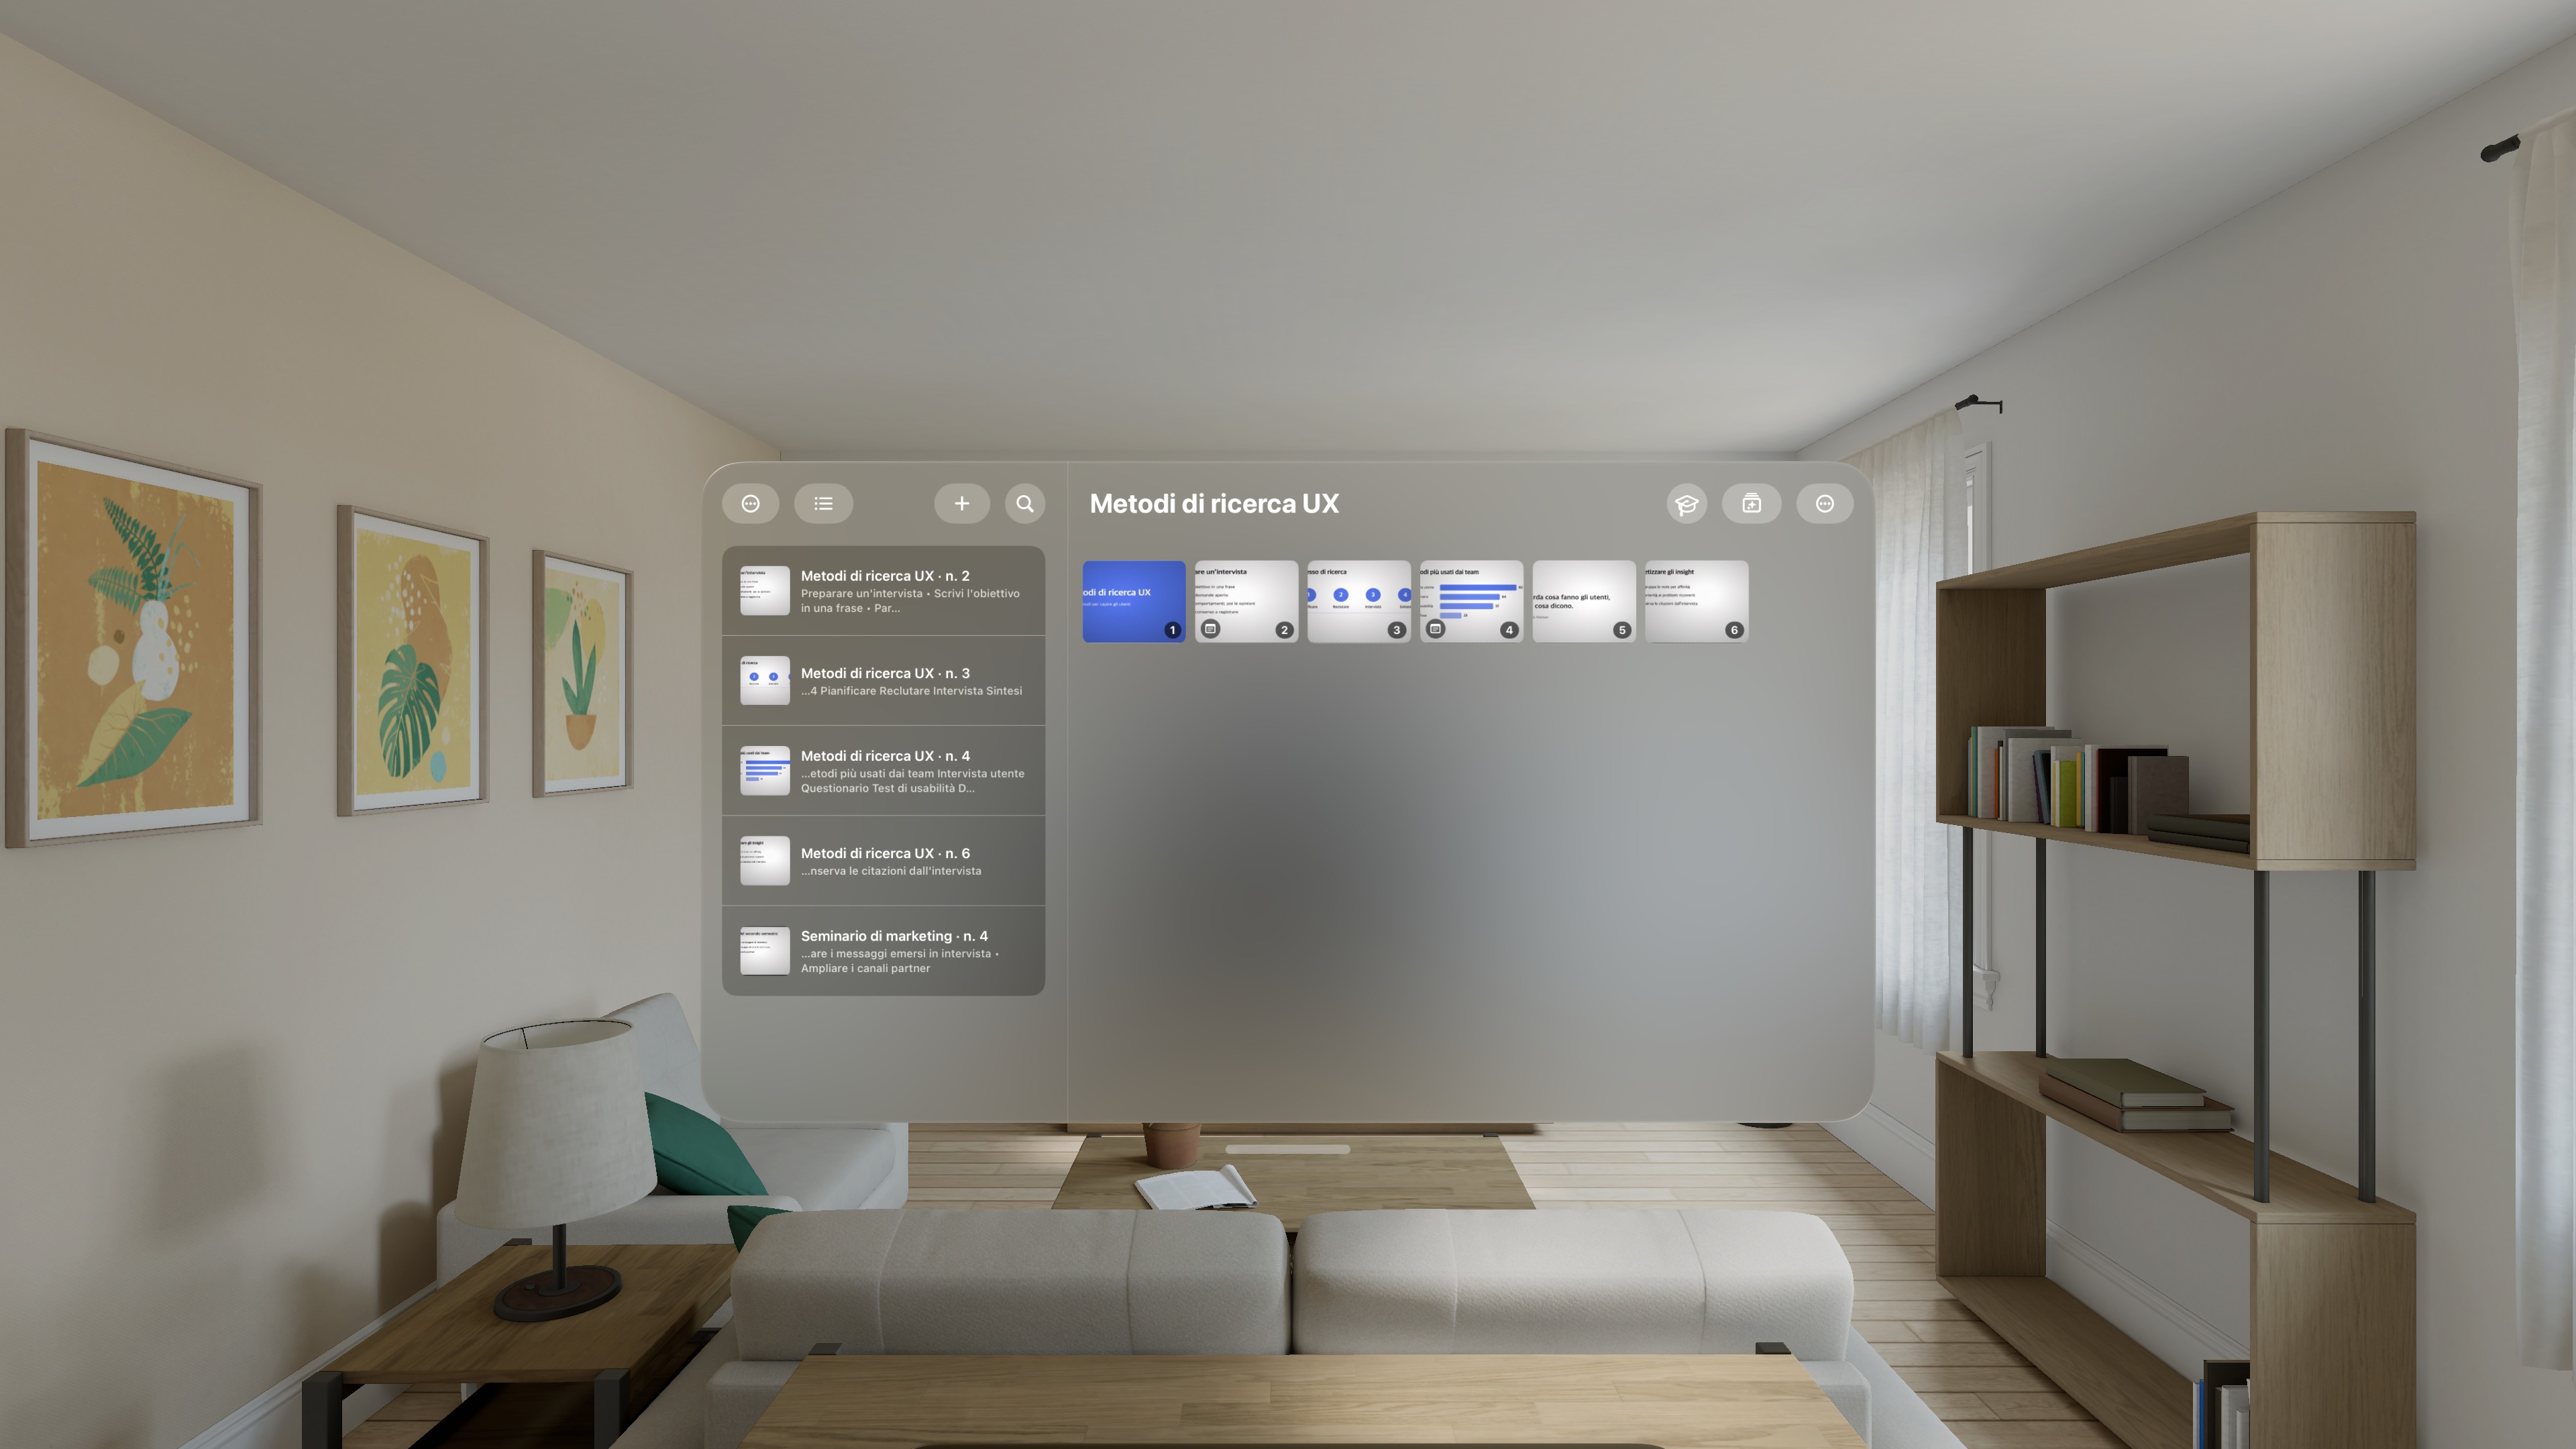 Metodi di ricerca UX
Metodi di ricerca UX · n. 2
Preparare un'intervista • Scrivi l'obiettivo
in una frase • Par...
Metodi di ricerca UX · n. 3
...4 Pianificare Reclutare Intervista Sintesi
Metodi di ricerca UX · n. 4
...etodi più usati dai team Intervista utente
Questionario Test di usabilità D...
Metodi di ricerca UX · n. 6
...nserva le citazioni dall'intervista
Seminario di marketing · n. 4
...are i messaggi emersi in intervista •
Ampliare i canali partner
odi di ricerca UX
1
are un'intervista
2
sso di ricerca
2 3 4
3
odi più usati dai team
4
rda cosa fanno gli utenti,
cosa dicono.
5
etizzare gli insight
6